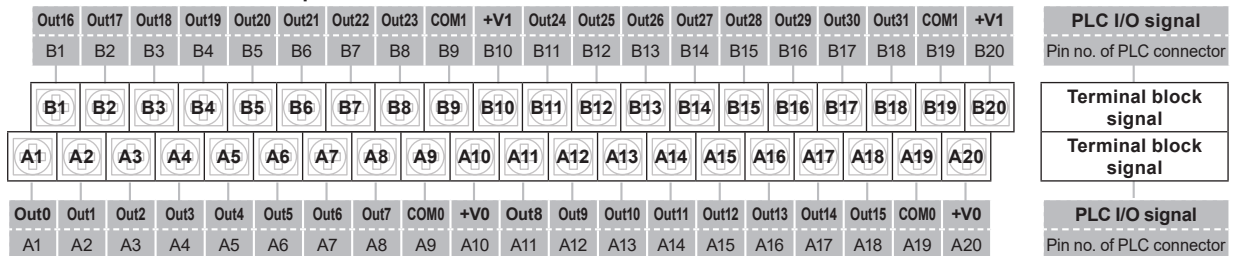 Out16 Out17 Out18 Out19 Out20 Out21 Out22 Out23 COM1 +V1 Out24 Out25 Out26 Out27 Out28 Out29 Out30 Out31 COM1 +V1 PLC I/O signal
B1 B2 B3 B4 B5 B6 B7 B8 B9 B10 B11 B12 B13 B14 B15 B16 B17 B18 B19 B20 Pin no. of PLC connector
B1 B2 B3 B4 B5 B6 B7 B8 B9 B10 B11 B12 B13 B14 B15 B16 B17 B18 B19 B20 Terminal block
signal
A1 A2 A3 A4 A5 A6 A7 A8 A9 A10 A11 A12 A13 A14 A15 A16 A17 A18 A19 A20 Terminal block
signal
Out0 Out1 Out2 Out3 Out4 Out5 Out6 Out7 COM0 +V0 Out8 Out9 Out10 Out11 Out12 Out13 Out14 Out15 COM0 +V0 PLC I/O signal
A1 A2 A3 A4 A5 A6 A7 A8 A9 A10 A11 A12 A13 A14 A15 A16 A17 A18 A19 A20 Pin no. of PLC connector